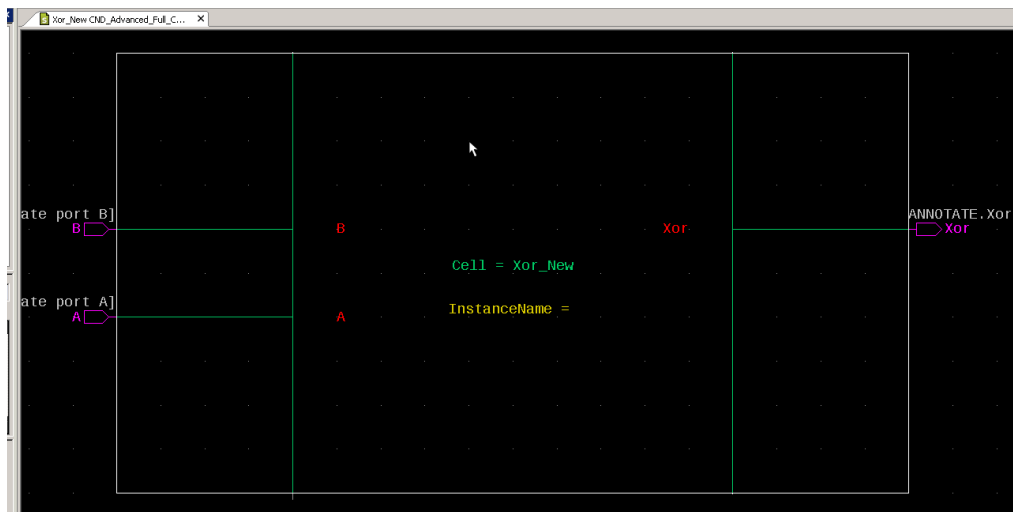 Xor_New CND_Advanced_Full_C...
ate port B]
B
B
Xor
ANNOTATE.Xor
Xor
Cell = Xor_New
ate port A]
A
A
InstanceName =